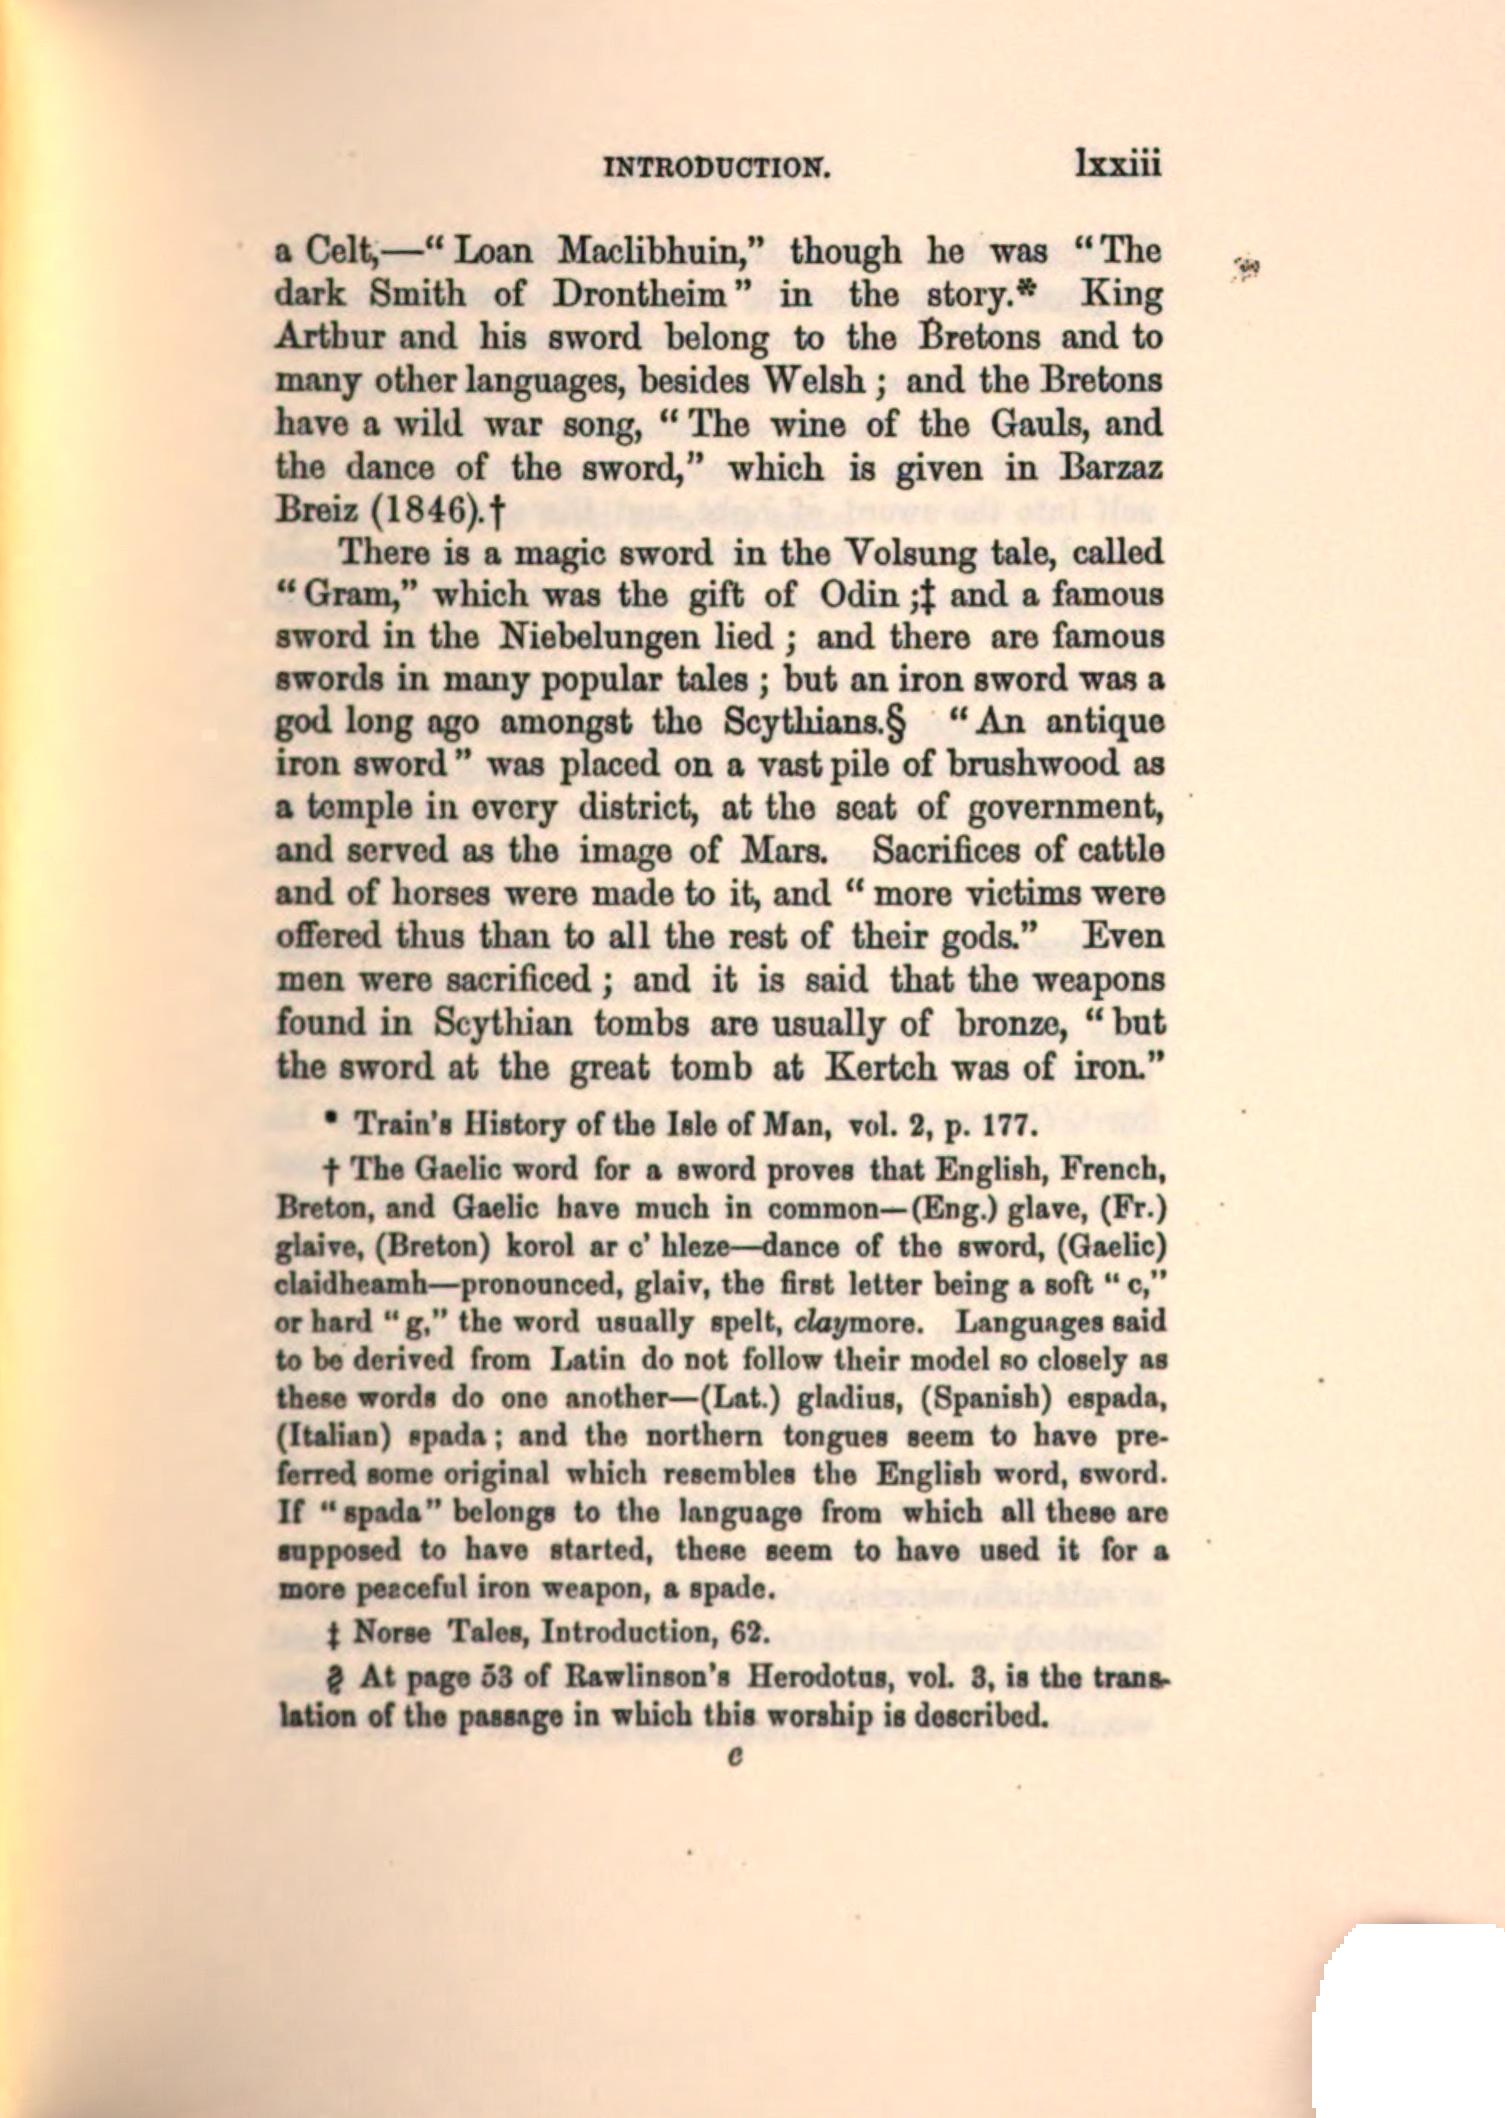 INTRODUCTION. lxxiii
a Celt,—“Loan Maclibhuin,” though he was “The
dark Smith of Drontheim” in the story.* King
Arthur and his sword belong to the Bretons and to
many other languages, besides Welsh ; and the Bretons
have a wild war song, “The wine of the Gauls, and
the dance of the sword,” which is given in Barzaz
Breiz (1846).†
There is a magic sword in the Volsung tale, called
“Gram,” which was the gift of Odin ;‡ and a famous
sword in the Niebelungen lied ; and there are famous
swords in many popular tales ; but an iron sword was a
god long ago amongst the Scythians.§ “An antique
iron sword” was placed on a vast pile of brushwood as
a temple in every district, at the seat of government,
and served as the image of Mars. Sacrifices of cattle
and of horses were made to it, and “more victims were
offered thus than to all the rest of their gods.” Even
men were sacrificed ; and it is said that the weapons
found in Scythian tombs are usually of bronze, “but
the sword at the great tomb at Kertch was of iron.”
* Train's History of the Isle of Man, vol. 2, p. 177.
† The Gaelic word for a sword proves that English, French,
Breton, and Gaelic have much in common—(Eng.) glave, (Fr.)
glaive, (Breton) korol ar c' hleze—dance of the sword, (Gaelic)
claidheamh—pronounced, glaiv, the first letter being a soft “c,”
or hard “g,” the word usually spelt, claymore. Languages said
to be derived from Latin do not follow their model so closely as
these words do one another—(Lat.) gladius, (Spanish) espada,
(Italian) spada ; and the northern tongues seem to have pre-
ferred some original which resembles the English word, sword.
If “spada” belongs to the language from which all these are
supposed to have started, these seem to have used it for a
more peaceful iron weapon, a spade.
‡ Norse Tales, Introduction, 62.
§ At page 53 of Rawlinson's Herodotus, vol. 3, is the trans-
lation of the passage in which this worship is described.
e